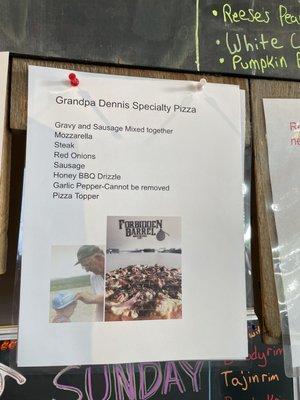 Reeses Pea
White C
Pumpkin P
Grandpa Dennis Specialty Pizza
Gravy and Sausage Mixed together
Mozzarella
Steak
Red Onions
Sausage
Honey BBQ Drizzle
Garlic Pepper-Cannot be removed
Pizza Topper
FORBIDDEN
BARREL
SUNDAY
Tajinrim